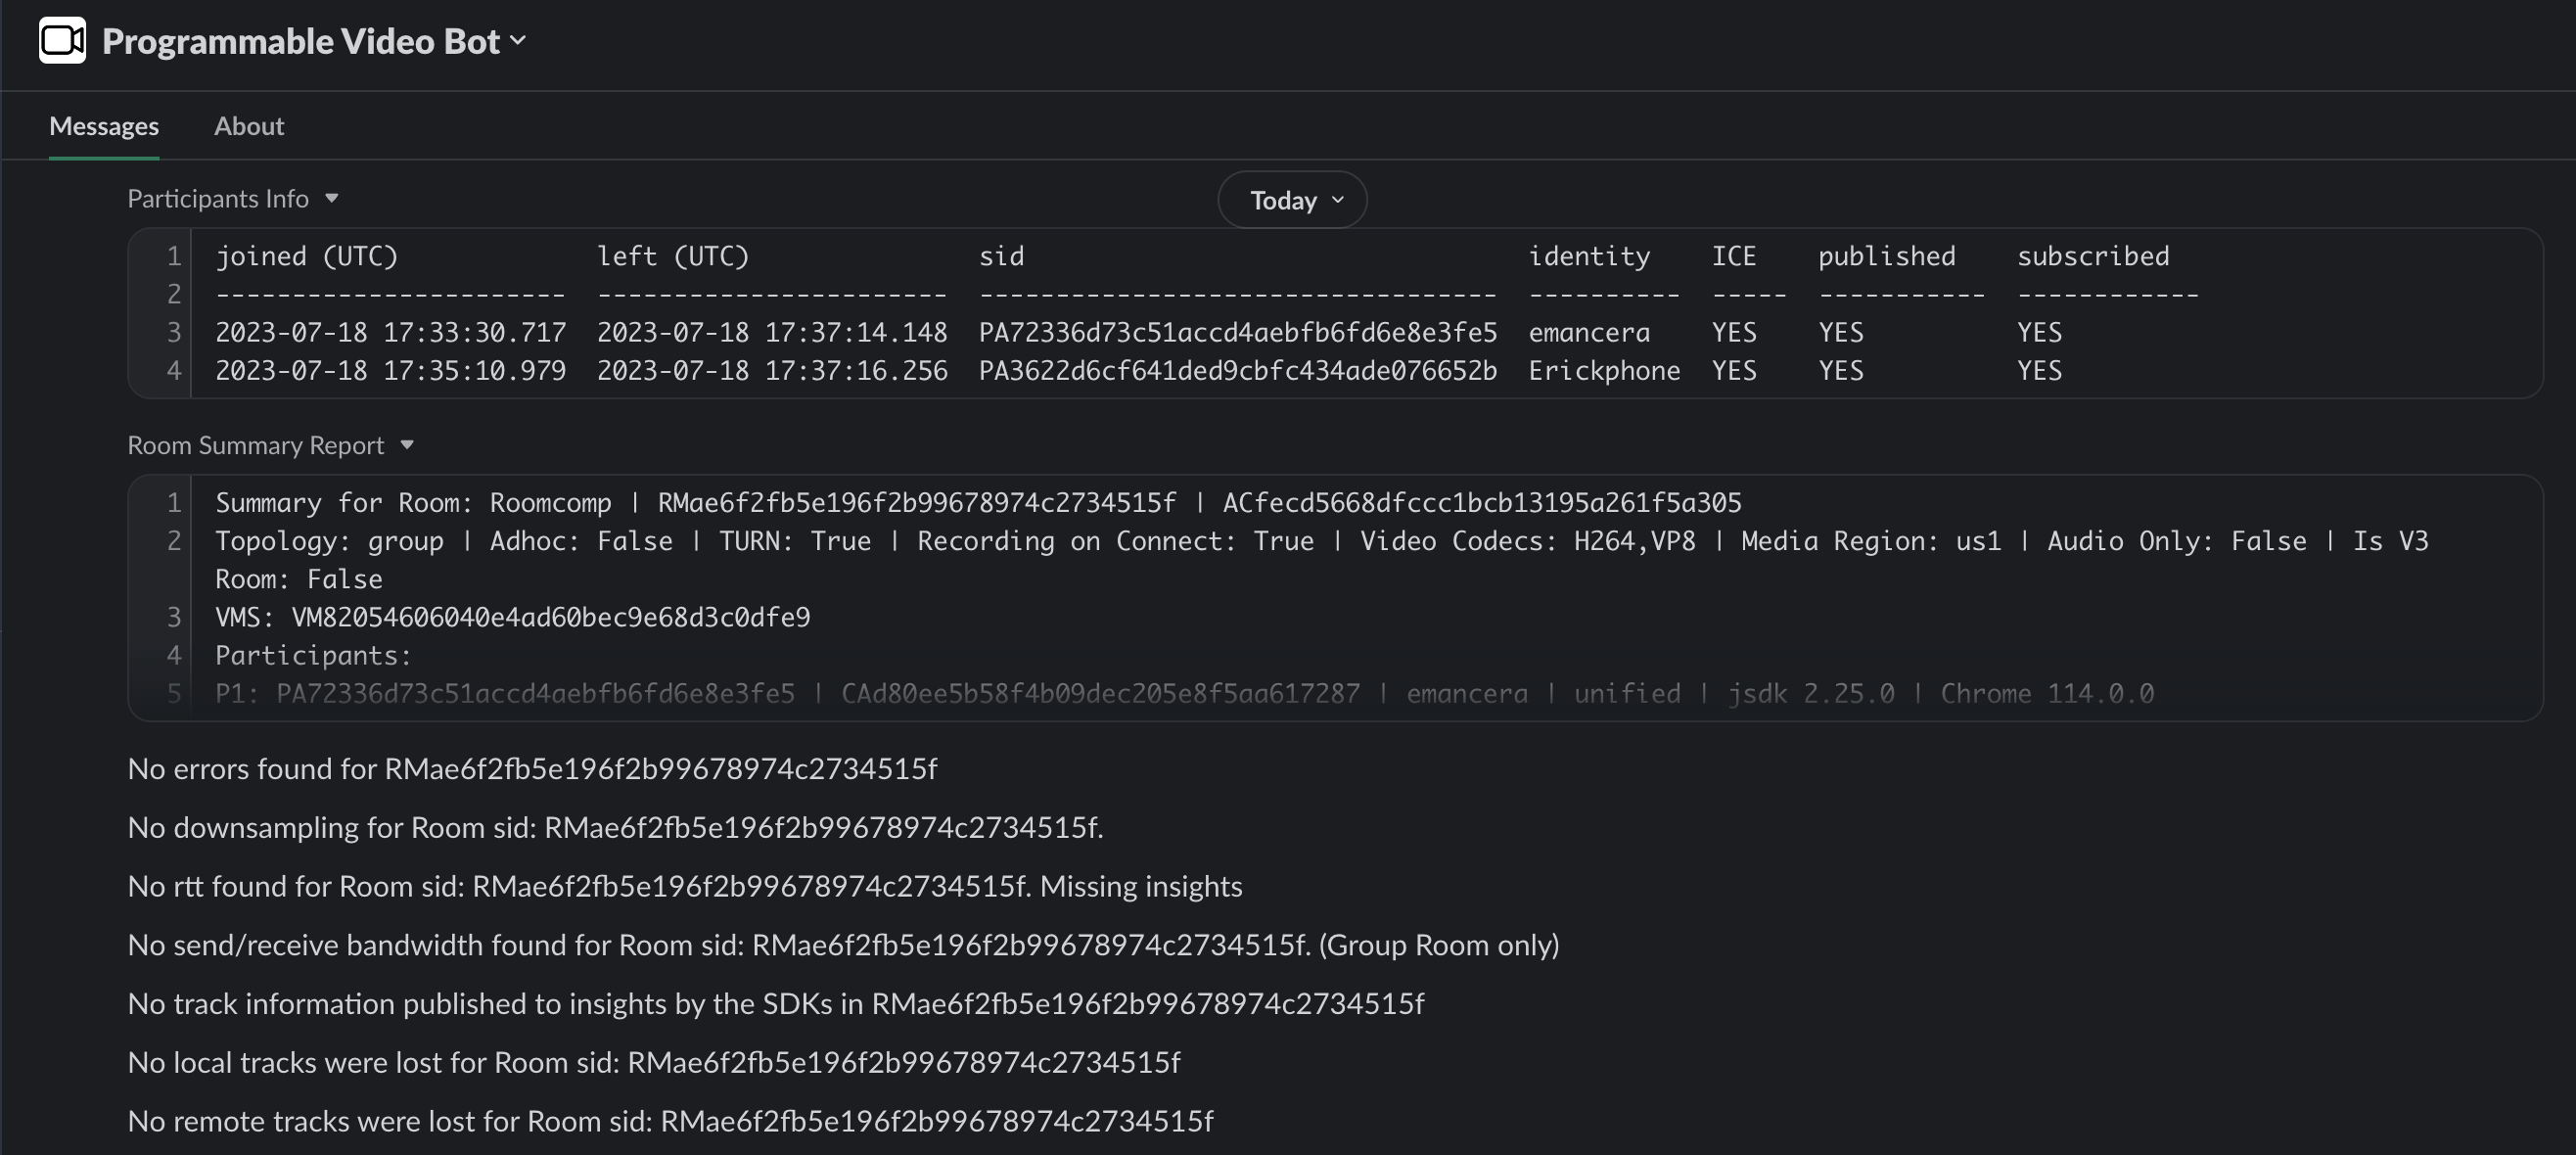 Programmable Video Bot
Messages About
Participants Info
Today
1 joined (UTC) left (UTC) sid identity ICE published subscribed
2 ----------------------- ----------------------- ---------------------------------- ---------- ----- ----------- ------------
3 2023-07-18 17:33:30.717 2023-07-18 17:37:14.148 PA72336d73c51accd4aebfb6fd6e8e3fe5 emancera YES YES YES
4 2023-07-18 17:35:10.979 2023-07-18 17:37:16.256 PA3622d6cf641ded9cbfc434ade076652b Erickphone YES YES YES
Room Summary Report
1 Summary for Room: Roomcomp | RMae6f2fb5e196f2b99678974c2734515f | ACfecd5668dfccc1bcb13195a261f5a305
2 Topology: group | Adhoc: False | TURN: True | Recording on Connect: True | Video Codecs: H264,VP8 | Media Region: us1 | Audio Only: False | Is V3
Room: False
3 VMS: VM82054606040e4ad60bec9e68d3c0dfe9
4 Participants:
5 P1: PA72336d73c51accd4aebfb6fd6e8e3fe5 | CAd80ee5b58f4b09dec205e8f5aa617287 | emancera | unified | jsdk 2.25.0 | Chrome 114.0.0
No errors found for RMae6f2fb5e196f2b99678974c2734515f
No downsampling for Room sid: RMae6f2fb5e196f2b99678974c2734515f.
No rtt found for Room sid: RMae6f2fb5e196f2b99678974c2734515f. Missing insights
No send/receive bandwidth found for Room sid: RMae6f2fb5e196f2b99678974c2734515f. (Group Room only)
No track information published to insights by the SDKs in RMae6f2fb5e196f2b99678974c2734515f
No local tracks were lost for Room sid: RMae6f2fb5e196f2b99678974c2734515f
No remote tracks were lost for Room sid: RMae6f2fb5e196f2b99678974c2734515f